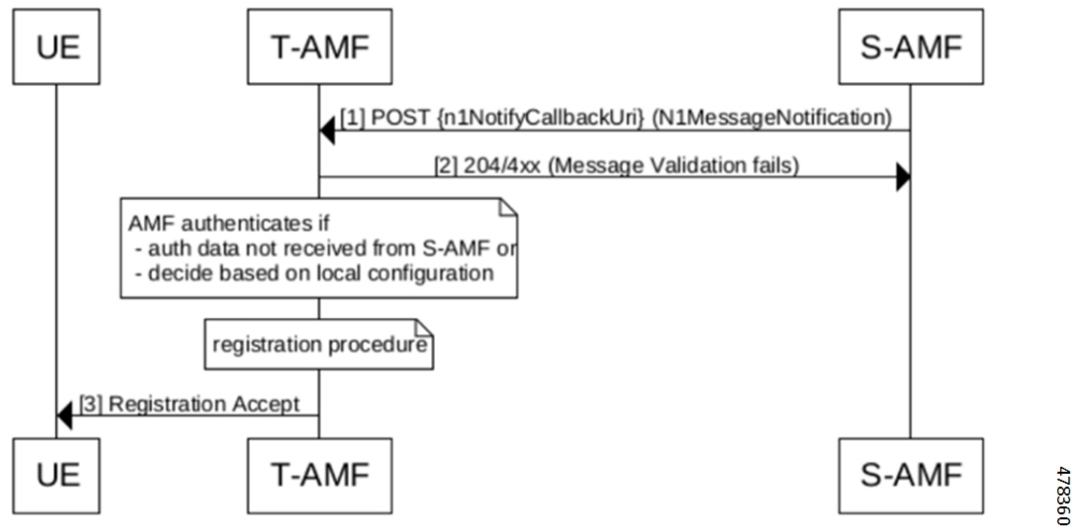 UE
T-AMF
S-AMF
[1] POST {n1NotifyCallbackUri} (N1MessageNotification)
[2] 204/4xx (Message Validation fails)
AMF authenticates if
- auth data not received from S-AMF or
- decide based on local configuration
registration procedure
[3] Registration Accept
UE
T-AMF
S-AMF
478360